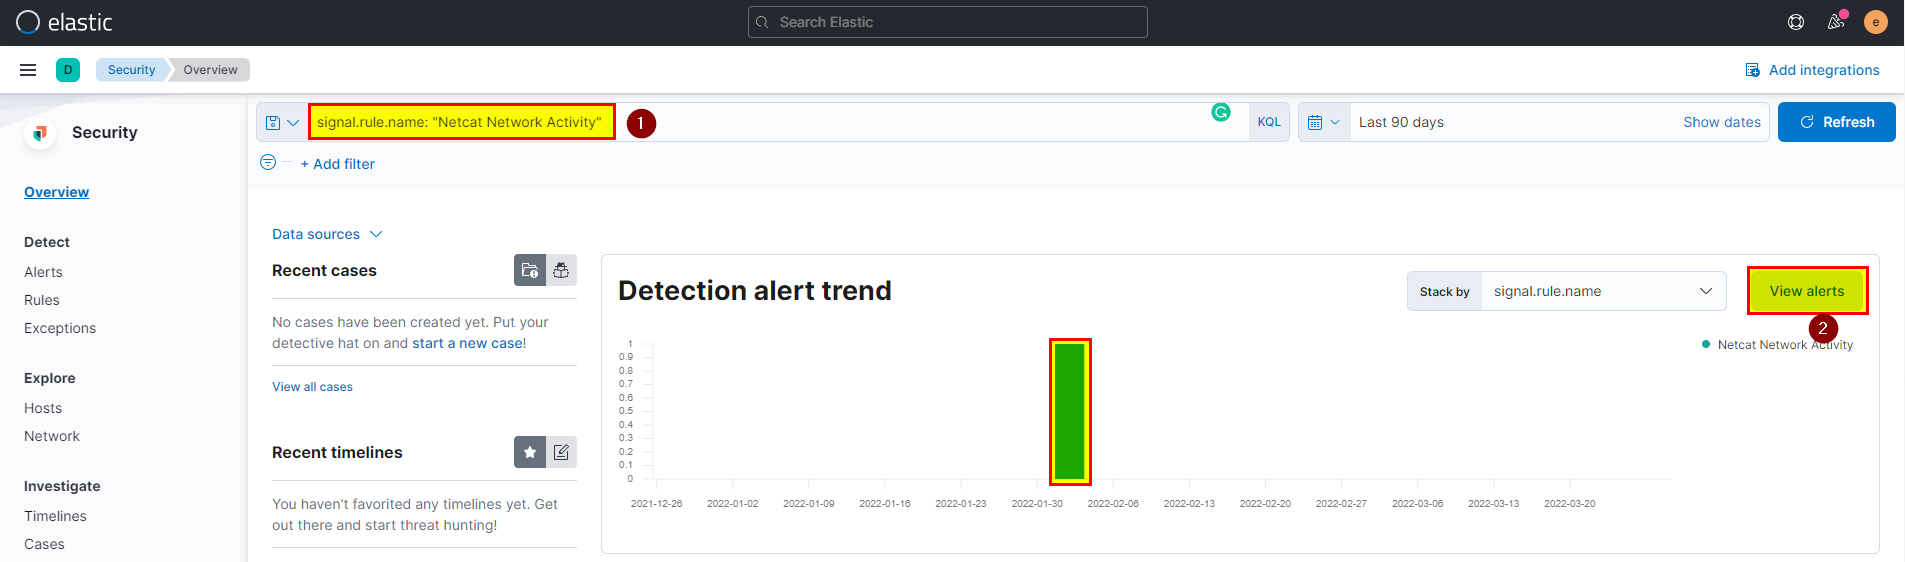 elastic
Search Elastic
e
D
Security
Overview
Add integrations
Security
signal.rule.name: "Netcat Network Activity"
1
KQL
Last 90 days
Show dates
Refresh
+ Add filter
Overview
Detect
Alerts
Rules
Exceptions
Explore
Hosts
Network
Investigate
Timelines
Cases
Data sources
Recent cases
No cases have been created yet. Put your
detective hat on and start a new case!
View all cases
Recent timelines
You haven't favorited any timelines yet. Get
out there and start threat hunting!
Detection alert trend
Stack by
signal.rule.name
View alerts
2
Netcat Network Activity
1
0.9
0.8
0.7
0.6
0.5
0.4
0.3
0.2
0.1
0
2021-12-26 2022-01-02 2022-01-09 2022-01-16 2022-01-23 2022-01-30 2022-02-06 2022-02-13 2022-02-20 2022-02-27 2022-03-06 2022-03-13 2022-03-20